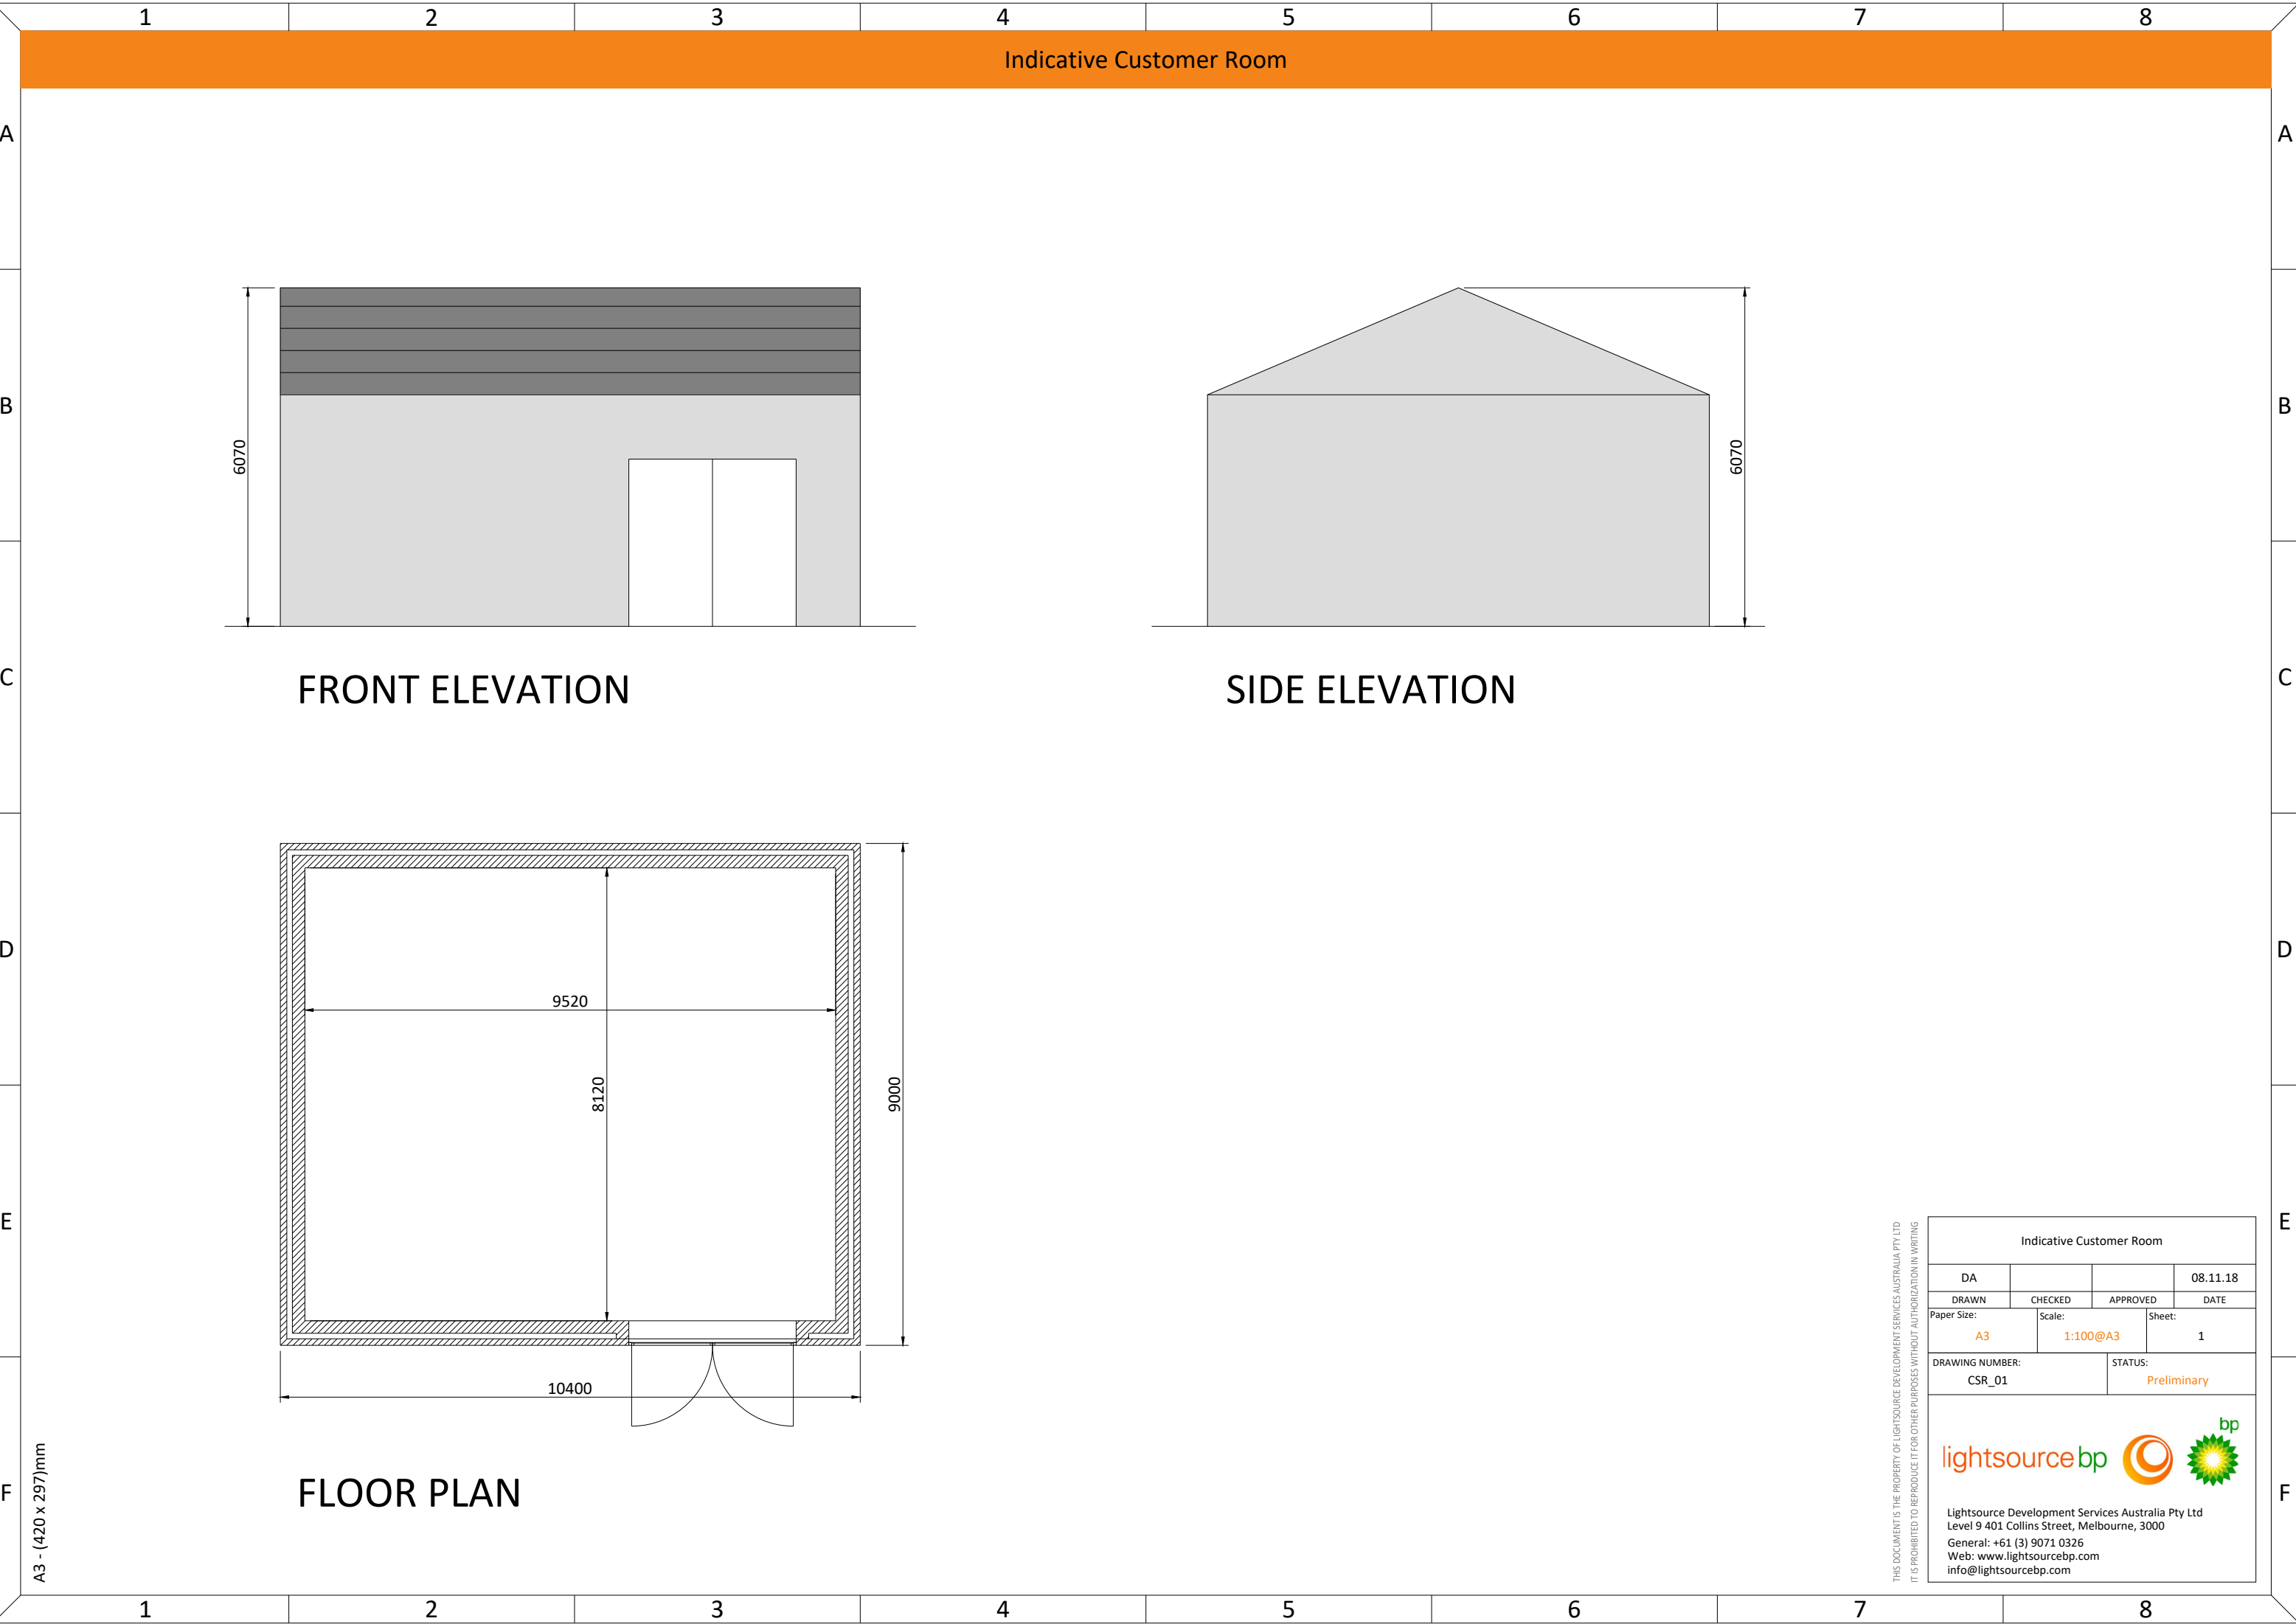 1 2 3 4 5 6 7 8
Indicative Customer Room
A A
B B
C C
D D
E E
F F
6070
6070
FRONT ELEVATION
SIDE ELEVATION
9520
8120
9000
10400
FLOOR PLAN
A3 - (420 x 297)mm
THIS DOCUMENT IS THE PROPERTY OF LIGHTSOURCE DEVELOPMENT SERVICES AUSTRALIA PTY LTD
IT IS PROHIBITED TO REPRODUCE IT FOR OTHER PURPOSES WITHOUT AUTHORIZATION IN WRITING
Indicative Customer Room
DA 08.11.18
DRAWN CHECKED APPROVED DATE
Paper Size: Scale: Sheet:
A3 1:100@A3 1
DRAWING NUMBER: STATUS:
CSR_01 Preliminary
bp
lightsource bp
Lightsource Development Services Australia Pty Ltd
Level 9 401 Collins Street, Melbourne, 3000
General: +61 (3) 9071 0326
Web: www.lightsourcebp.com
info@lightsourcebp.com
1 2 3 4 5 6 7 8